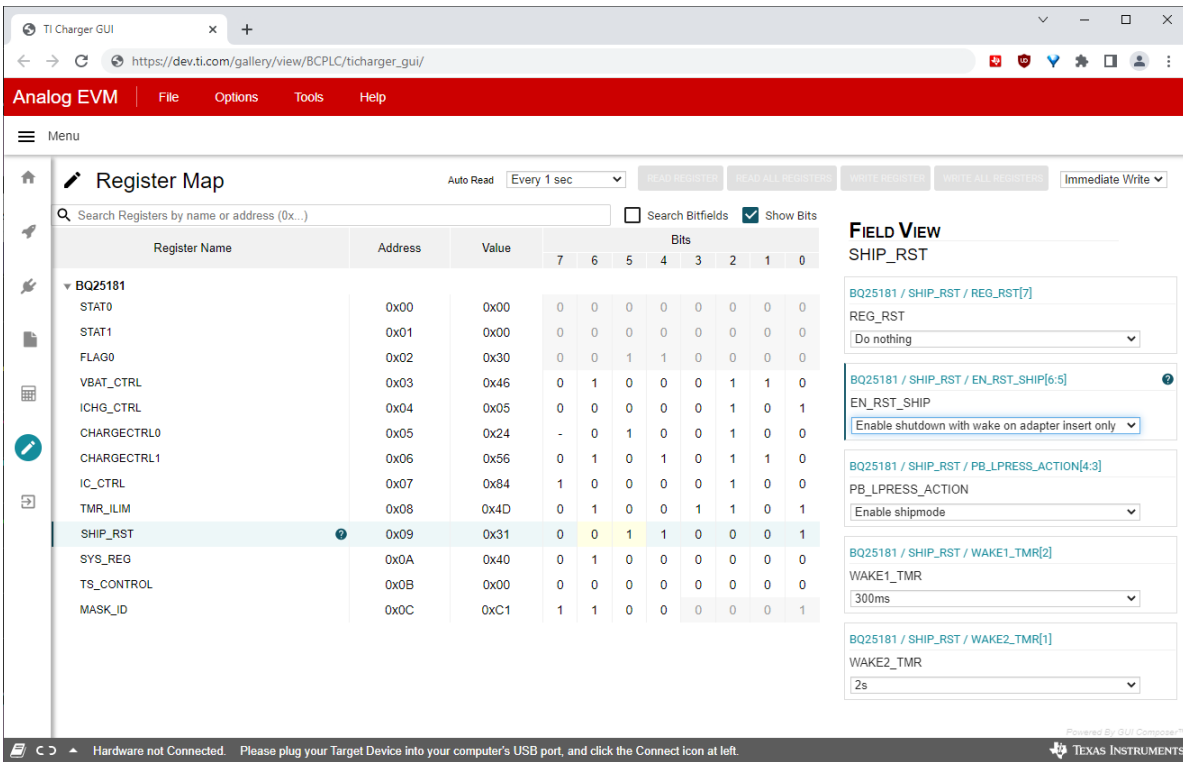 TI Charger GUI
https://dev.ti.com/gallery/view/BCPLC/ticharger_gui/
Analog EVM File Options Tools Help
Menu
Register Map Auto Read Every 1 sec READ REGISTER READ ALL REGISTERS WRITE REGISTER WRITE ALL REGISTERS Immediate Write
Search Registers by name or address (0x...) Search Bitfields Show Bits
Register Name Address Value Bits
7 6 5 4 3 2 1 0
BQ25181
STAT0 0x00 0x00 0 0 0 0 0 0 0 0
STAT1 0x01 0x00 0 0 0 0 0 0 0 0
FLAG0 0x02 0x30 0 0 1 1 0 0 0 0
VBAT_CTRL 0x03 0x46 0 1 0 0 0 1 1 0
ICHG_CTRL 0x04 0x05 0 0 0 0 0 1 0 1
CHARGECTRL0 0x05 0x24 - 0 1 0 0 1 0 0
CHARGECTRL1 0x06 0x56 0 1 0 1 0 1 1 0
IC_CTRL 0x07 0x84 1 0 0 0 0 1 0 0
TMR_ILIM 0x08 0x4D 0 1 0 0 1 1 0 1
SHIP_RST ? 0x09 0x31 0 0 1 1 0 0 0 1
SYS_REG 0x0A 0x40 0 1 0 0 0 0 0 0
TS_CONTROL 0x0B 0x00 0 0 0 0 0 0 0 0
MASK_ID 0x0C 0xC1 1 1 0 0 0 0 0 1
FIELD VIEW
SHIP_RST
BQ25181 / SHIP_RST / REG_RST[7]
REG_RST
Do nothing
BQ25181 / SHIP_RST / EN_RST_SHIP[6:5] ?
EN_RST_SHIP
Enable shutdown with wake on adapter insert only
BQ25181 / SHIP_RST / PB_LPRESS_ACTION[4:3]
PB_LPRESS_ACTION
Enable shipmode
BQ25181 / SHIP_RST / WAKE1_TMR[2]
WAKE1_TMR
300ms
BQ25181 / SHIP_RST / WAKE2_TMR[1]
WAKE2_TMR
2s
Powered By GUI Composer™
Hardware not Connected. Please plug your Target Device into your computer's USB port, and click the Connect icon at left. TEXAS INSTRUMENTS